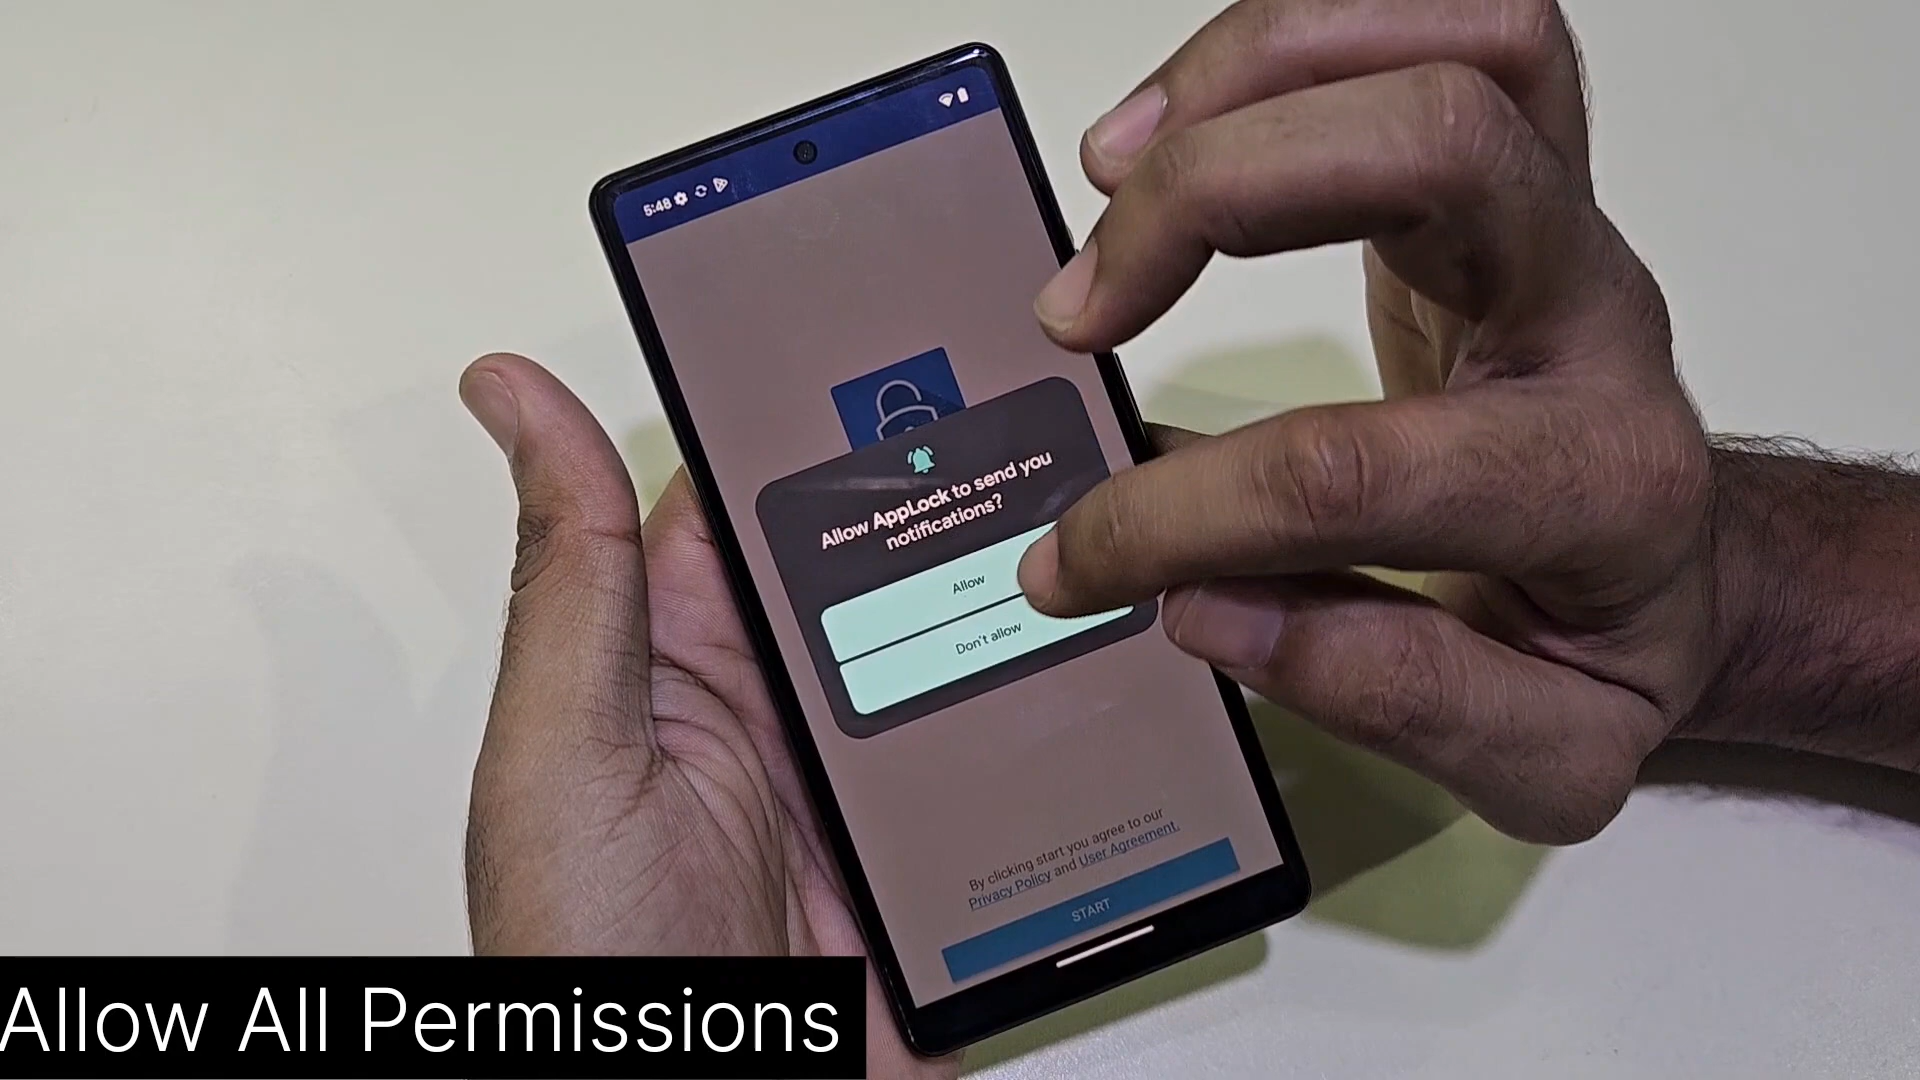 5:48
Allow AppLock to send you
notifications?
Allow
Don't allow
By clicking start you agree to our
Privacy Policy and User Agreement.
START
Allow All Permissions